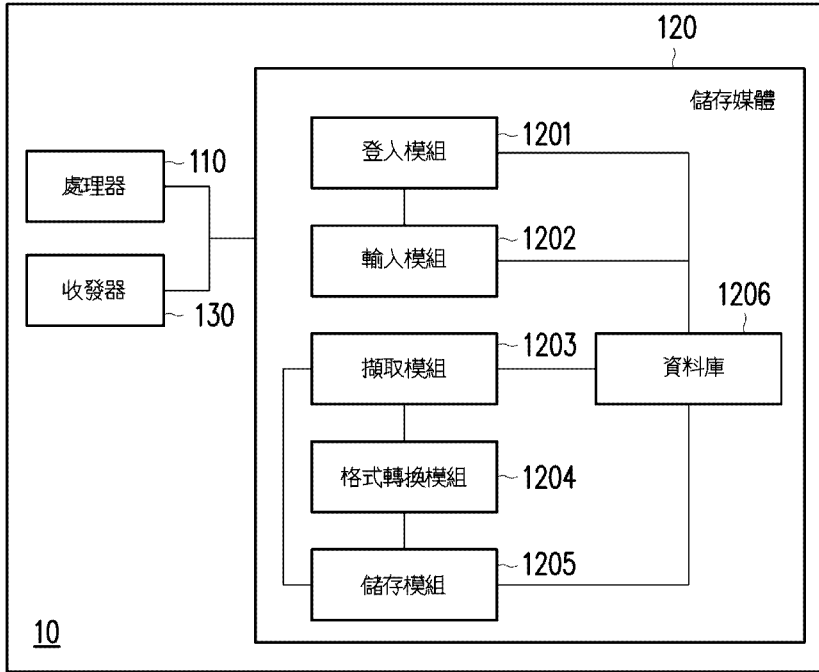 120
儲存媒體
登入模組
1201
處理器
110
輸入模組
1202
收發器
130
擷取模組
1203
資料庫
1206
格式轉換模組
1204
儲存模組
1205
10